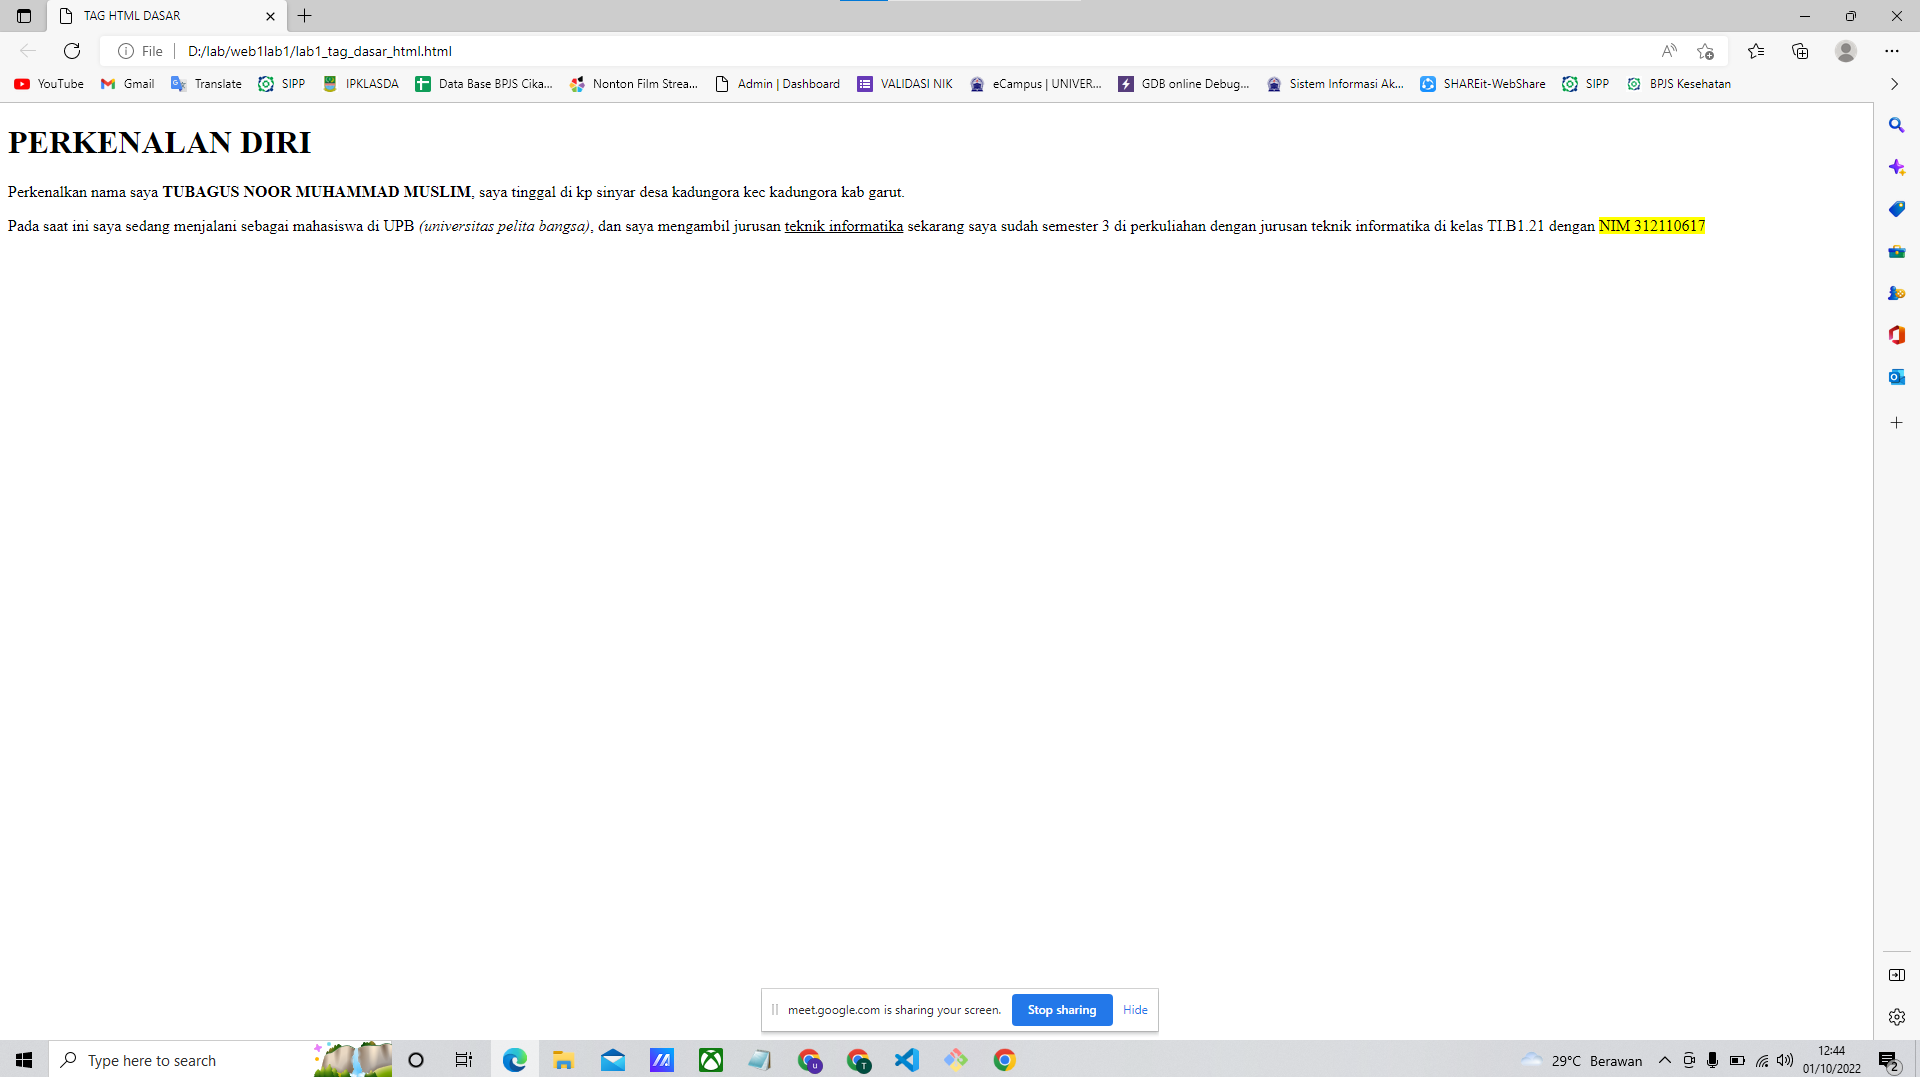 TAG HTML DASAR
File
D:/lab/web1lab1/lab1_tag_dasar_html.html
YouTube Gmail Translate SIPP IPKLASDA Data Base BPJS Cika... Nonton Film Strea... Admin | Dashboard VALIDASI NIK eCampus | UNIVER... GDB online Debug... Sistem Informasi Ak... SHAREit-WebShare SIPP BPJS Kesehatan
PERKENALAN DIRI
Perkenalkan nama saya TUBAGUS NOOR MUHAMMAD MUSLIM, saya tinggal di kp sinyar desa kadungora kec kadungora kab garut.
Pada saat ini saya sedang menjalani sebagai mahasiswa di UPB (universitas pelita bangsa), dan saya mengambil jurusan teknik informatika sekarang saya sudah semester 3 di perkuliahan dengan jurusan teknik informatika di kelas TI.B1.21 dengan NIM 312110617
meet.google.com is sharing your screen. Stop sharing Hide
Type here to search
29°C Berawan
12:44
01/10/2022
2